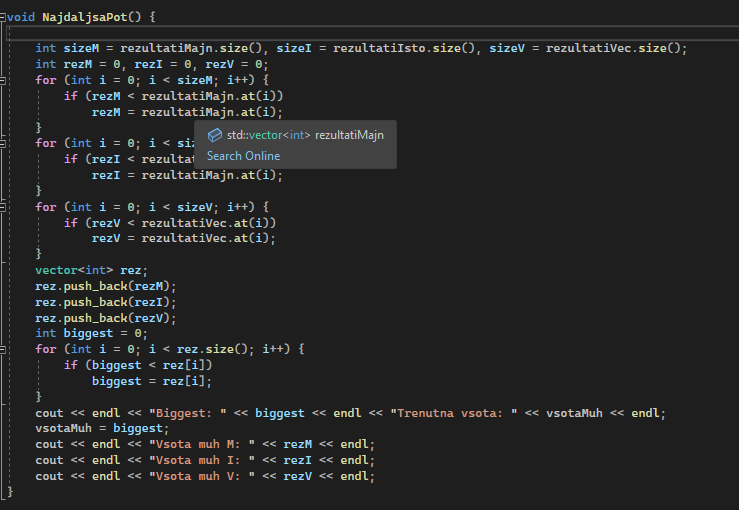 void NajdaljsaPot() {
int sizeM = rezultatiMajn.size(), sizeI = rezultatiIsto.size(), sizeV = rezultatiVec.size();
int rezM = 0, rezI = 0, rezV = 0;
for (int i = 0; i < sizeM; i++) {
if (rezM < rezultatiMajn.at(i))
rezM = rezultatiMajn.at(i);
}
for (int i = 0; i < siz
std::vector<int> rezultatiMajn
Search Online
if (rezI < rezultat
rezI = rezultatiMajn.at(i);
}
for (int i = 0; i < sizeV; i++) {
if (rezV < rezultatiVec.at(i))
rezV = rezultatiVec.at(i);
}
vector<int> rez;
rez.push_back(rezM);
rez.push_back(rezI);
rez.push_back(rezV);
int biggest = 0;
for (int i = 0; i < rez.size(); i++) {
if (biggest < rez[i])
biggest = rez[i];
}
cout << endl << "Biggest: " << biggest << endl << "Trenutna vsota: " << vsotaMuh << endl;
vsotaMuh = biggest;
cout << endl << "Vsota muh M: " << rezM << endl;
cout << endl << "Vsota muh I: " << rezI << endl;
cout << endl << "Vsota muh V: " << rezV << endl;
}